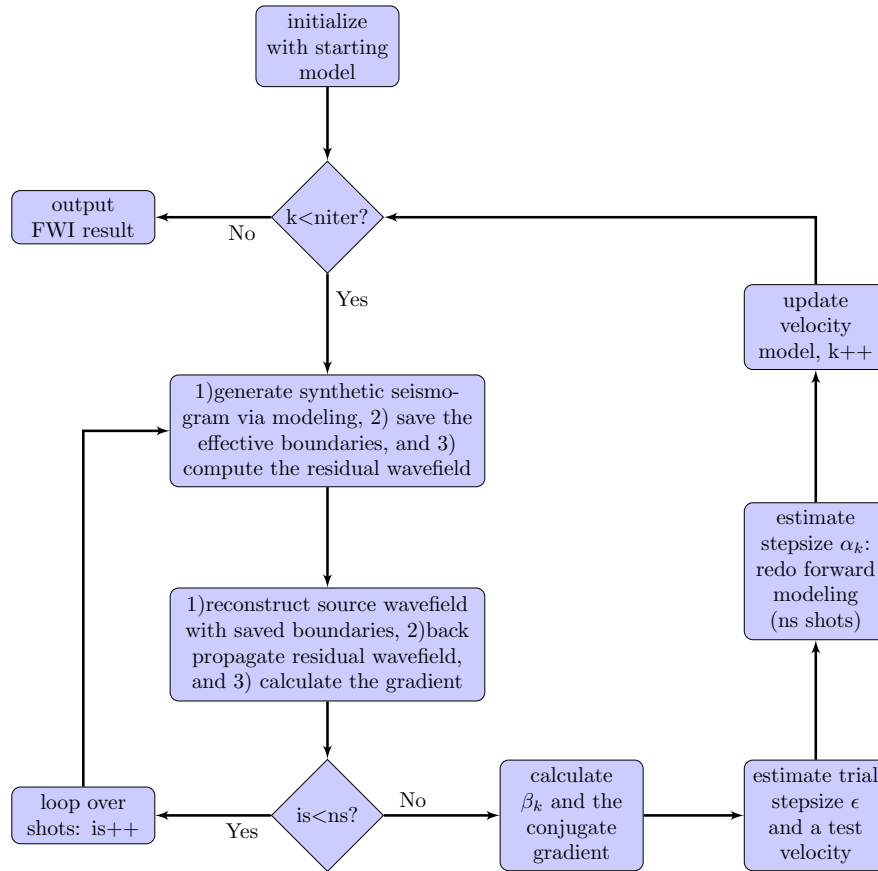 initialize
with starting
model
output
FWI result
k<niter?
No
Yes
update
velocity
model, k++
1)generate synthetic seismo-
gram via modeling, 2) save the
effective boundaries, and 3)
compute the residual wavefield
estimate
stepsize αₖ:
redo forward
modeling
(ns shots)
1)reconstruct source wavefield
with saved boundaries, 2)back
propagate residual wavefield,
and 3) calculate the gradient
loop over
shots: is++
Yes
is<ns?
No
calculate
βₖ and the
conjugate
gradient
estimate trial
stepsize ϵ
and a test
velocity